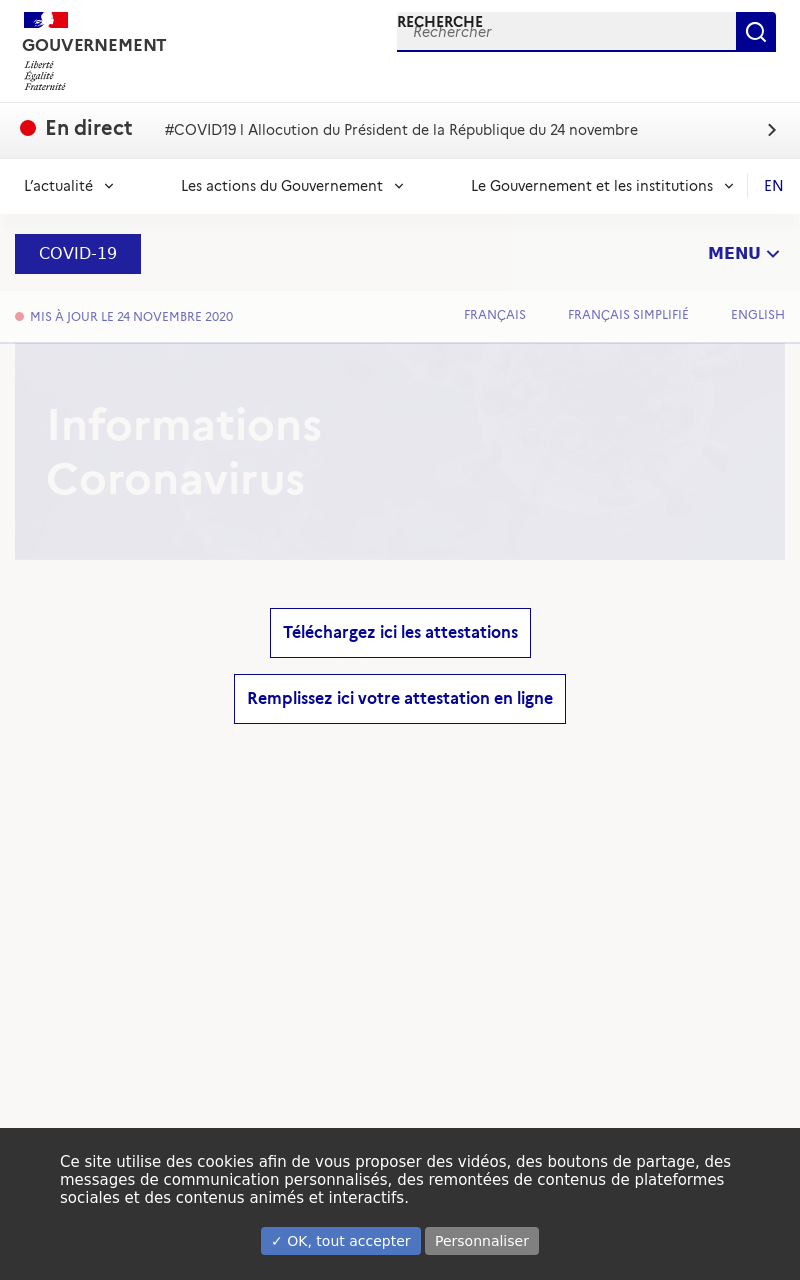 GOUVERNEMENT
Liberté
Égalité
Fraternité
RECHERCHE
Rechercher
En direct
#COVID19 l Allocution du Président de la République du 24 novembre
L'actualité
Les actions du Gouvernement
Le Gouvernement et les institutions
EN
COVID-19
MENU
MIS À JOUR LE 24 NOVEMBRE 2020
FRANÇAIS
FRANÇAIS SIMPLIFIÉ
ENGLISH
Informations
Coronavirus
Téléchargez ici les attestations
Remplissez ici votre attestation en ligne
Ce site utilise des cookies afin de vous proposer des vidéos, des boutons de partage, des
messages de communication personnalisés, des remontées de contenus de plateformes
sociales et des contenus animés et interactifs.
✓ OK, tout accepter
Personnaliser